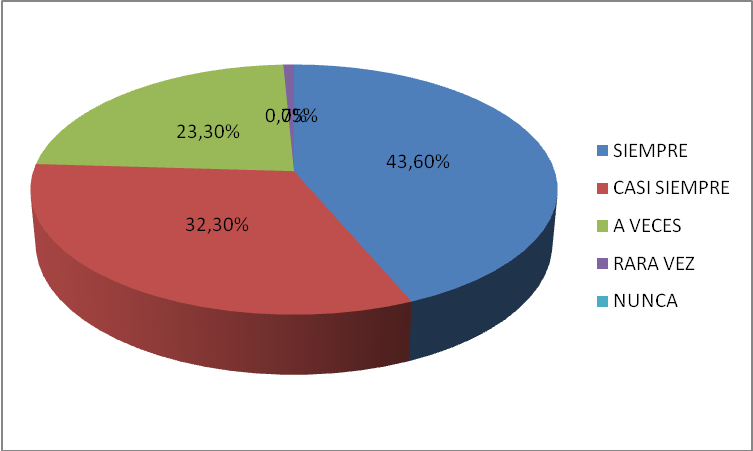 43,60%
32,30%
23,30%
SIEMPRE
CASI SIEMPRE
A VECES
RARA VEZ
NUNCA